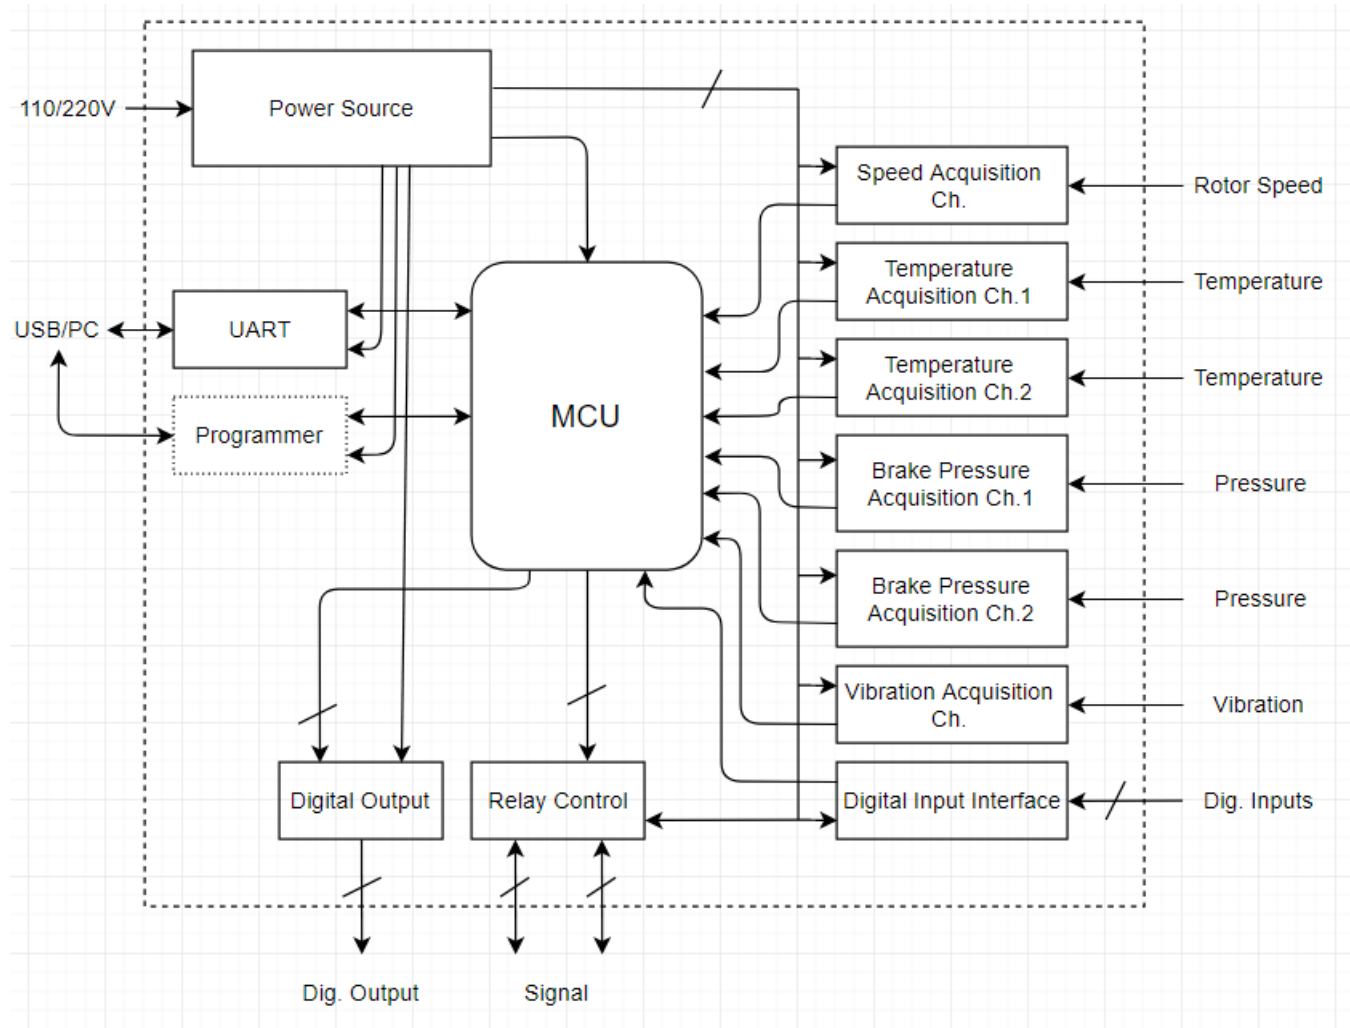 110/220V
Power Source
Speed Acquisition
Ch.
Rotor Speed
Temperature
Acquisition Ch.1
Temperature
USB/PC
UART
Temperature
Acquisition Ch.2
Temperature
Programmer
MCU
Brake Pressure
Acquisition Ch.1
Pressure
Brake Pressure
Acquisition Ch.2
Pressure
Vibration Acquisition
Ch.
Vibration
Digital Output
Relay Control
Digital Input Interface
Dig. Inputs
Dig. Output
Signal